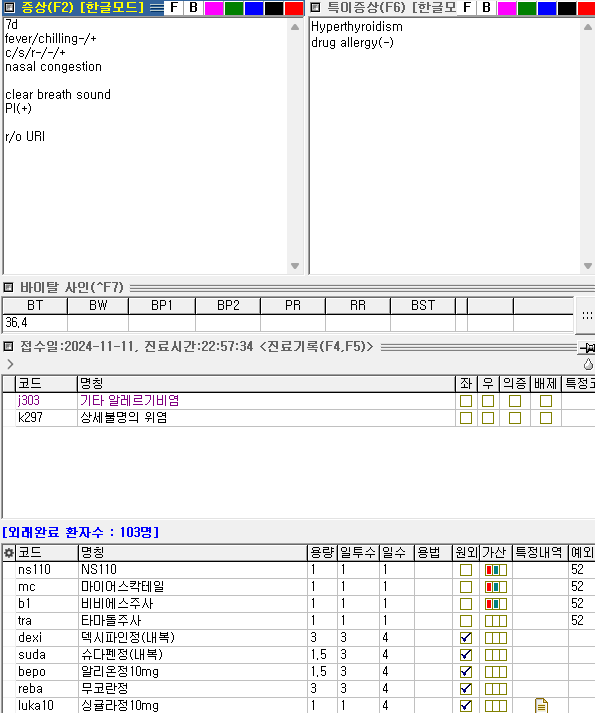 증상(F2) [한글모드] F B
7d
fever/chilling-/+
c/s/r-/-/+
nasal congestion
clear breath sound
PI(+)
r/o URI
특이증상(F6) [한글모 F B
Hyperthyroidism
drug allergy(-)
바이탈 사인(^F7)
BT BW BP1 BP2 PR RR BST
36.4
접수일:2024-11-11, 진료시간:22:57:34 <진료기록(F4,F5)>
코드 명칭 좌 우 의증 배제 특정코
j303 기타 알레르기비염
k297 상세불명의 위염
[외래완료 환자수 : 103명]
코드 명칭 용량 일투수 일수 용법 원외 가산 특정내역 예외
ns110 NS110 1 1 1 52
mc 마이어스칵테일 1 1 1 52
b1 비비에스주사 1 1 1 52
tra 타마돌주사 1 1 1 52
dexi 덱시파인정(내복) 3 3 4
suda 슈다펜정(내복) 1.5 3 4
bepo 알리온정10mg 1.5 3 4
reba 무코란정 3 3 4
luka10 싱귤라정10mg 1 1 4